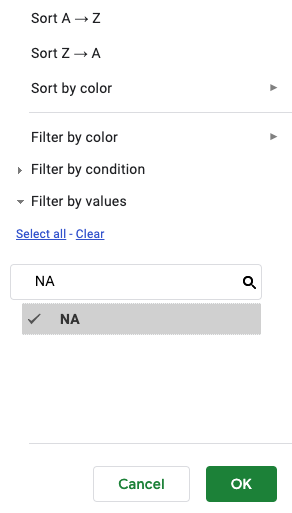 Sort A → Z
Sort Z → A
Sort by color
Filter by color
Filter by condition
Filter by values
Select all - Clear
NA
NA
Cancel OK